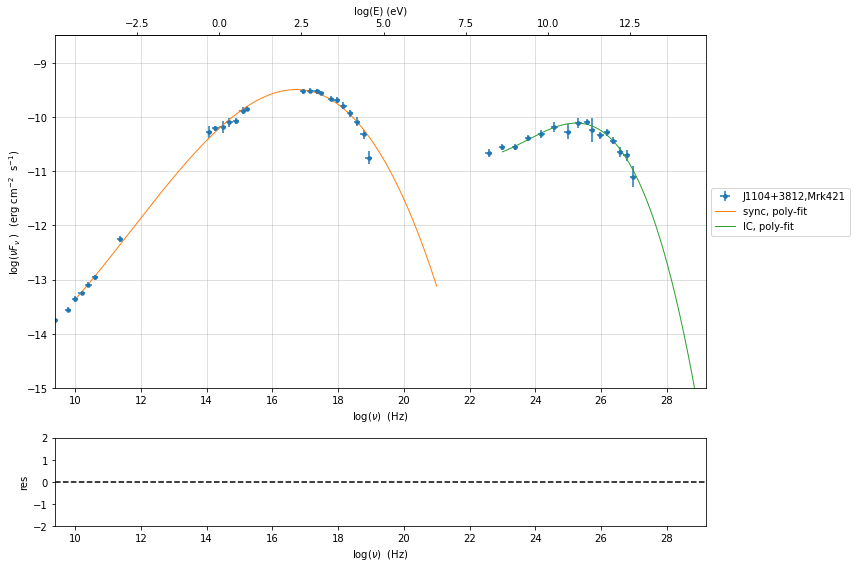 log(E) (eV)
−2.5 0.0 2.5 5.0 7.5 10.0 12.5
−9
−10
−11
−12
−13
−14
−15
log(νFν ) (erg cm−2 s−1)
J1104+3812,Mrk421
sync, poly-fit
IC, poly-fit
10 12 14 16 18 20 22 24 26 28
log(ν) (Hz)
2
1
0
−1
−2
res
10 12 14 16 18 20 22 24 26 28
log(ν) (Hz)